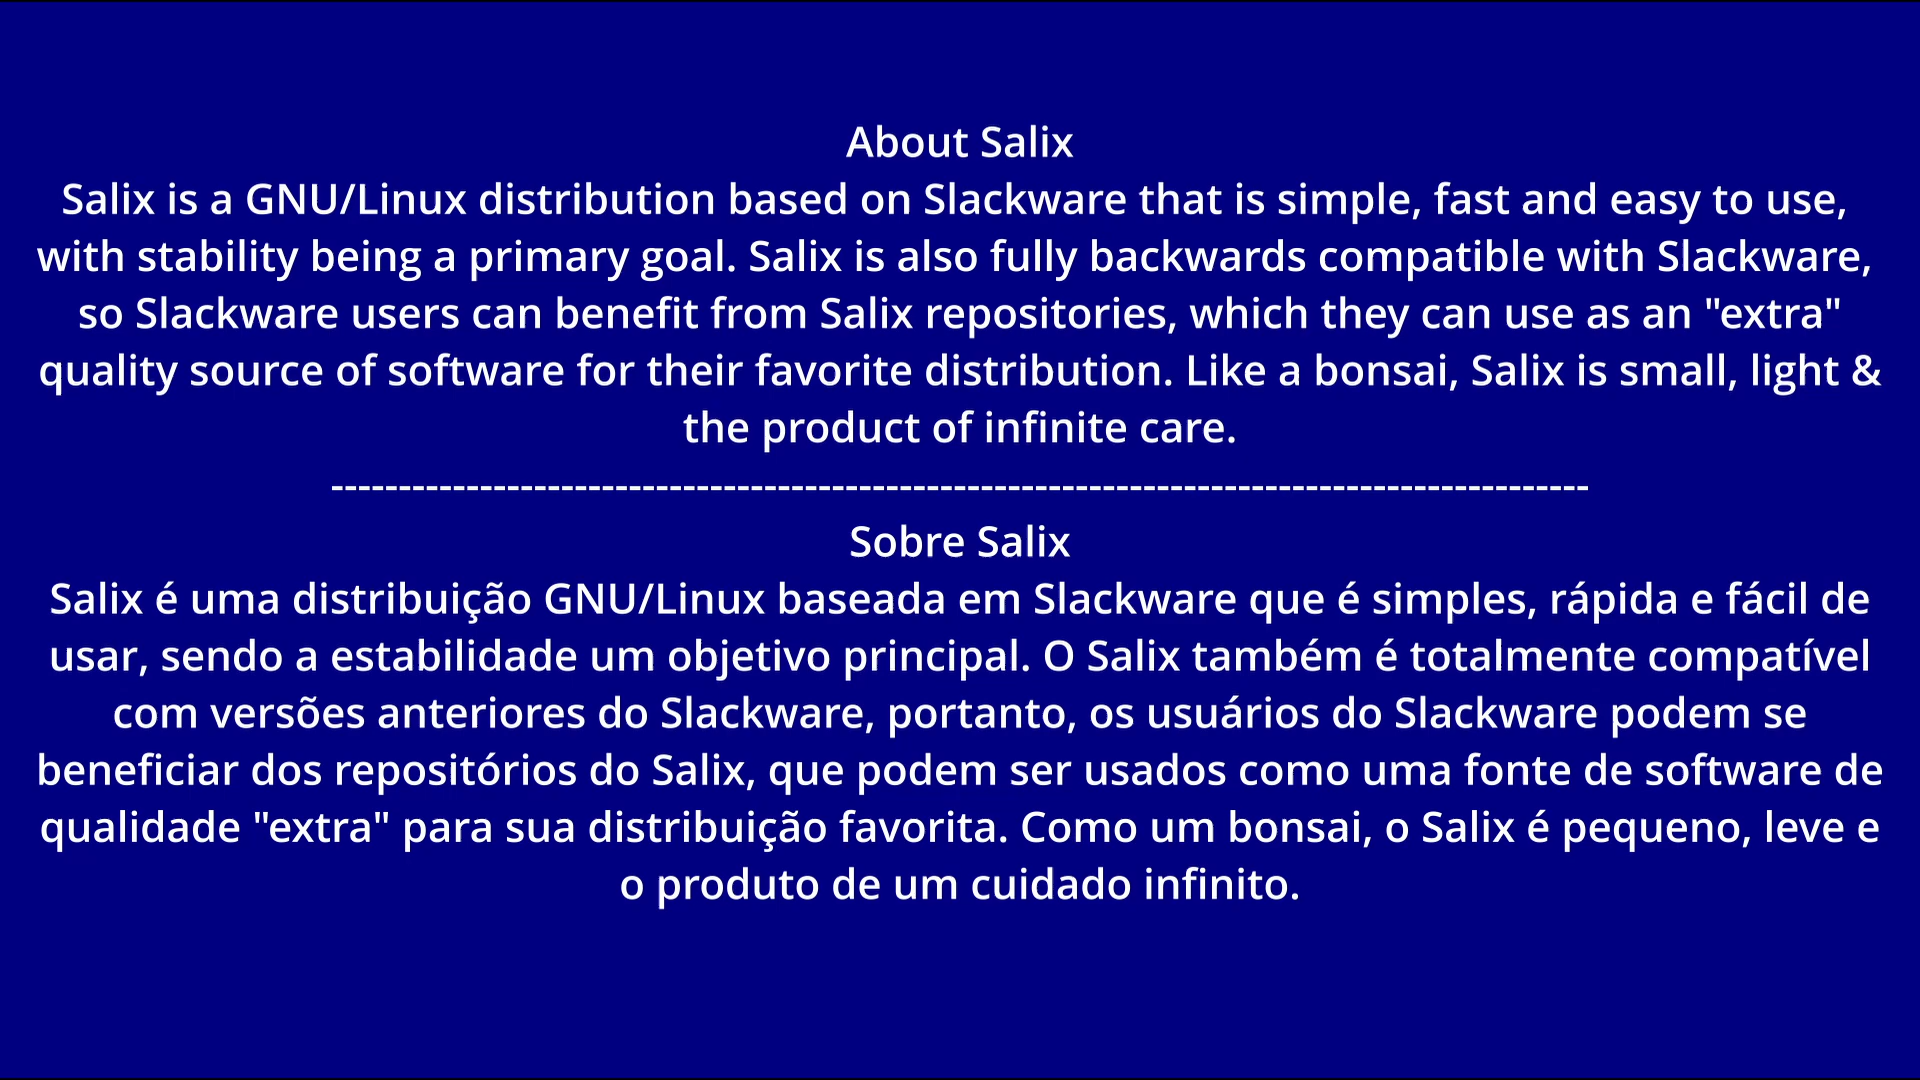 About Salix
Salix is a GNU/Linux distribution based on Slackware that is simple, fast and easy to use,
with stability being a primary goal. Salix is also fully backwards compatible with Slackware,
so Slackware users can benefit from Salix repositories, which they can use as an "extra"
quality source of software for their favorite distribution. Like a bonsai, Salix is small, light &
the product of infinite care.
---------------------------------------------------------------------------------------------
Sobre Salix
Salix é uma distribuição GNU/Linux baseada em Slackware que é simples, rápida e fácil de
usar, sendo a estabilidade um objetivo principal. O Salix também é totalmente compatível
com versões anteriores do Slackware, portanto, os usuários do Slackware podem se
beneficiar dos repositórios do Salix, que podem ser usados como uma fonte de software de
qualidade "extra" para sua distribuição favorita. Como um bonsai, o Salix é pequeno, leve e
o produto de um cuidado infinito.